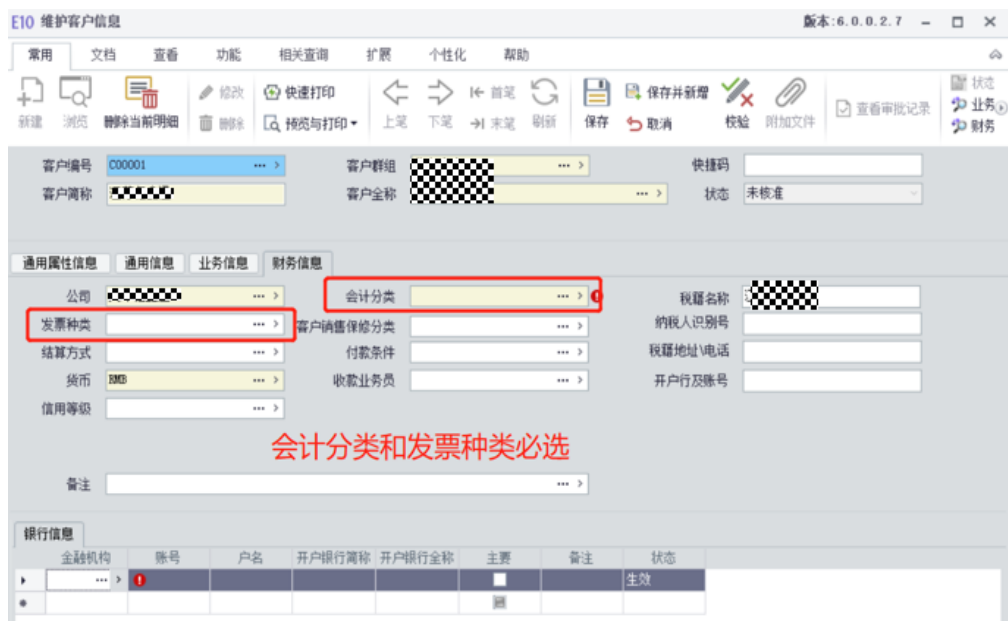 E10 维护客户信息 版本:6.0.0.2.7
常用 文档 查看 功能 相关查询 扩展 个性化 帮助
新建 浏览 删除当前明细 修改 删除 快速打印 预览与打印 上笔 下笔 首笔 末笔 刷新 保存 保存并新增 取消 校验 附加文件 查看审批记录 状态 业务 财务
客户编号 C00001 客户群组 快捷码
客户简称 客户全称 状态 未核准
通用属性信息 通用信息 业务信息 财务信息
公司 会计分类 税籍名称
发票种类 客户销售保修分类 纳税人识别号
结算方式 付款条件 税籍地址\电话
货币 RMB 收款业务员 开户行及账号
信用等级
会计分类和发票种类必选
备注
银行信息
金融机构 账号 户名 开户银行简称 开户银行全称 主要 备注 状态
生效